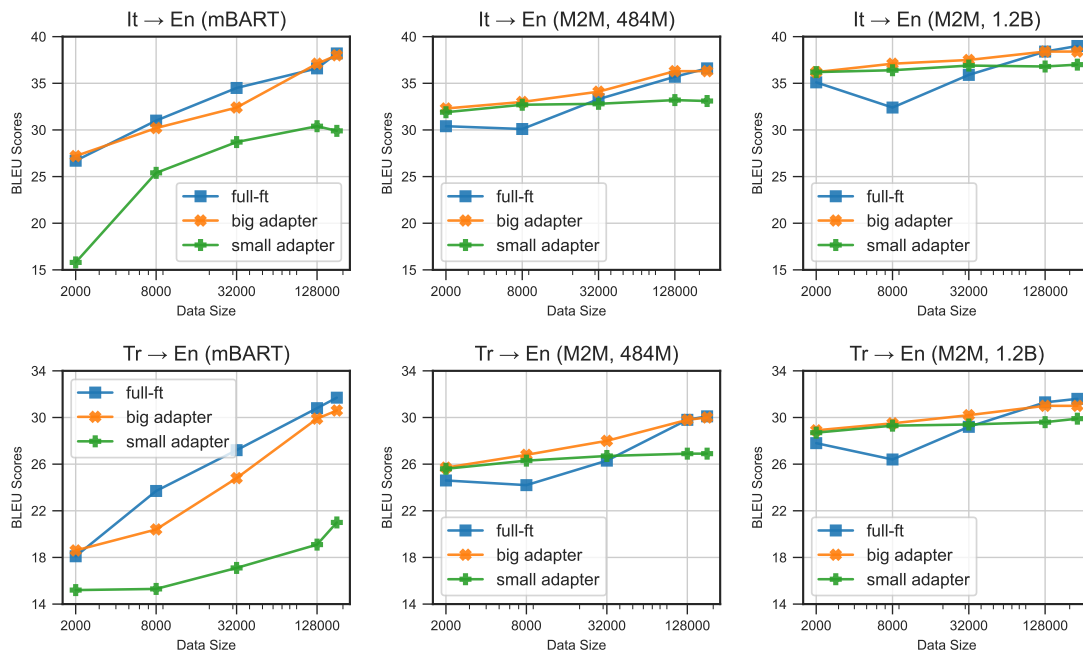 It → En (mBART)
40
35
30
25
20
15
BLEU Scores
full-ft
big adapter
small adapter
2000
8000
32000
128000
Data Size
It → En (M2M, 484M)
40
35
30
25
20
15
BLEU Scores
full-ft
big adapter
small adapter
2000
8000
32000
128000
Data Size
It → En (M2M, 1.2B)
40
35
30
25
20
15
BLEU Scores
full-ft
big adapter
small adapter
2000
8000
32000
128000
Data Size
Tr → En (mBART)
34
30
26
22
18
14
BLEU Scores
full-ft
big adapter
small adapter
2000
8000
32000
128000
Data Size
Tr → En (M2M, 484M)
34
30
26
22
18
14
BLEU Scores
full-ft
big adapter
small adapter
2000
8000
32000
128000
Data Size
Tr → En (M2M, 1.2B)
34
30
26
22
18
14
BLEU Scores
full-ft
big adapter
small adapter
2000
8000
32000
128000
Data Size